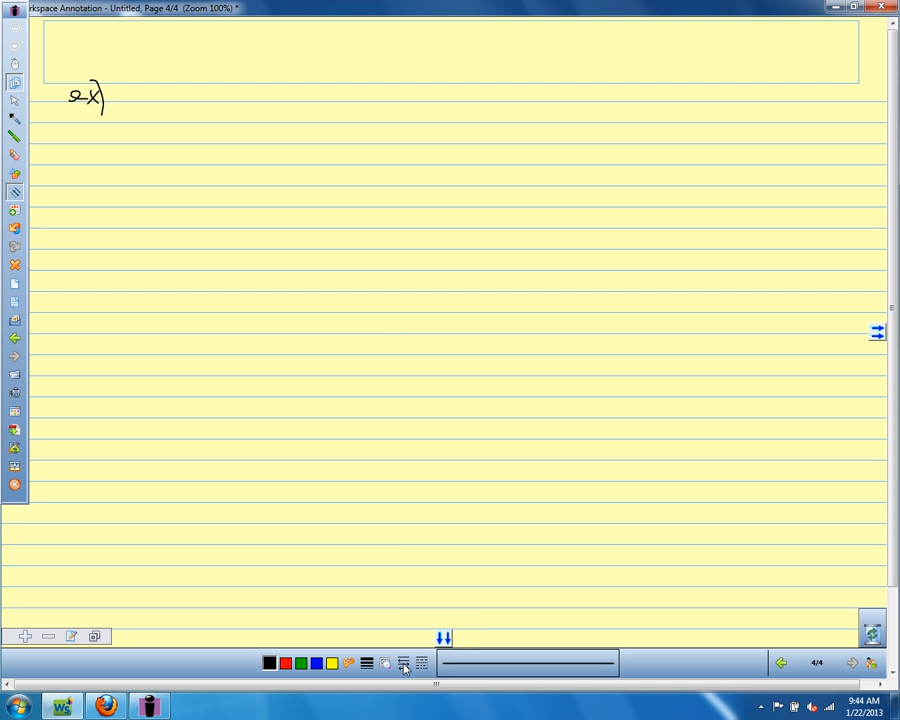 rkspace Annotation - Untitled, Page 4/4 (Zoom 100%) *
ex)
4/4
9:44 AM
1/22/2013